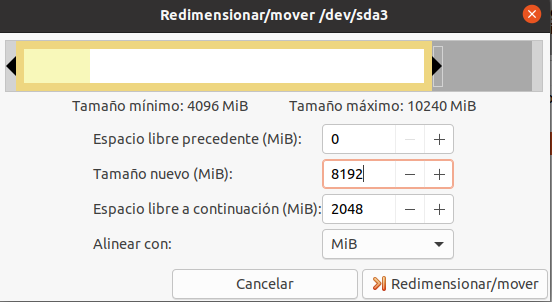 Redimensionar/mover /dev/sda3
Tamaño mínimo: 4096 MiB Tamaño máximo: 10240 MiB
Espacio libre precedente (MiB): 0
Tamaño nuevo (MiB): 8192
Espacio libre a continuación (MiB): 2048
Alinear con: MiB
Cancelar Redimensionar/mover